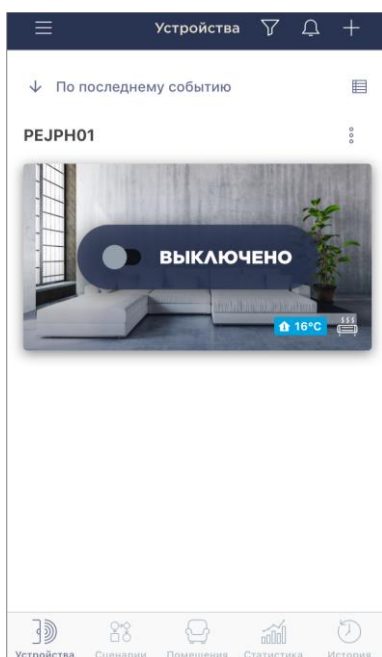 Устройства
По последнему событию
PEJPH01
ВЫКЛЮЧЕНО
16°C
Устройства Сценарии Помещения Статистика История